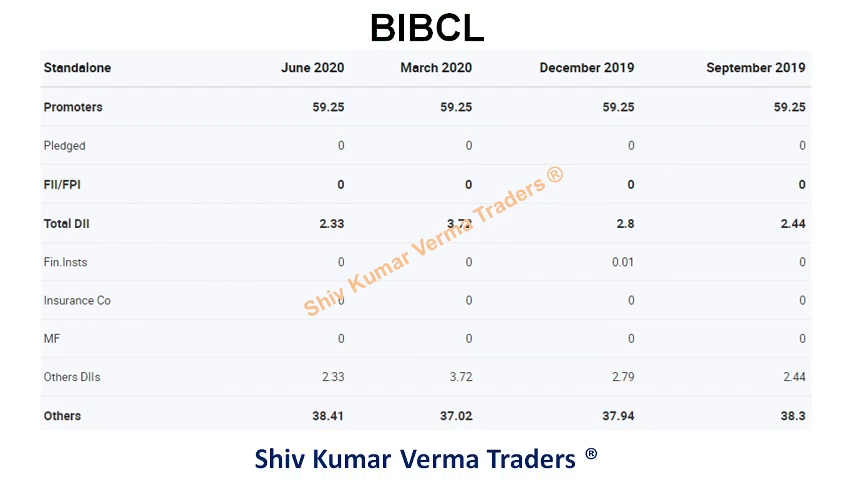 BIBCL
Standalone June 2020 March 2020 December 2019 September 2019
Promoters 59.25 59.25 59.25 59.25
Pledged 0 0 0 0
FII/FPI 0 0 0 0
Total DII 2.33 3.72 2.8 2.44
Fin.Insts 0 0 0.01 0
Insurance Co 0 0 0 0
MF 0 0 0 0
Others DIIs 2.33 3.72 2.79 2.44
Others 38.41 37.02 37.94 38.3
Shiv Kumar Verma Traders ®
Shiv Kumar Verma Traders ®